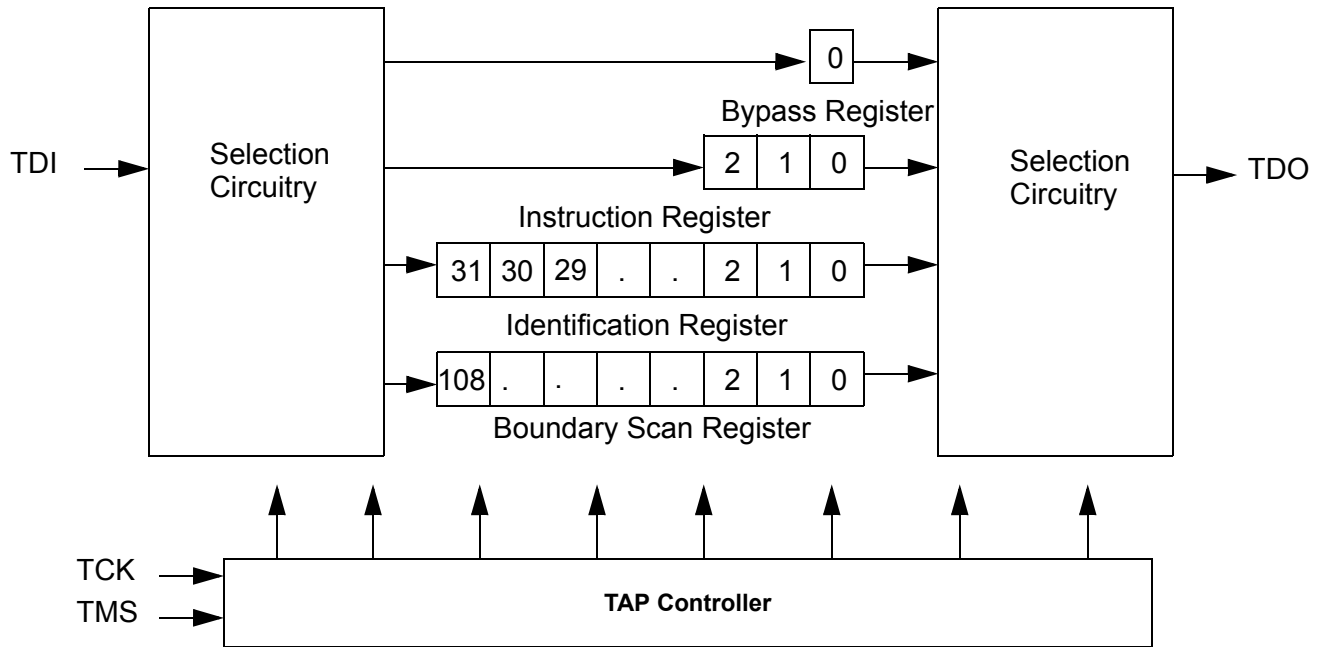 0
Bypass Register
TDI
Selection
Circuitry
2 1 0
Selection
Circuitry
TDO
Instruction Register
31 30 29 . . 2 1 0
Identification Register
108 . . . . 2 1 0
Boundary Scan Register
TCK
TMS
TAP Controller